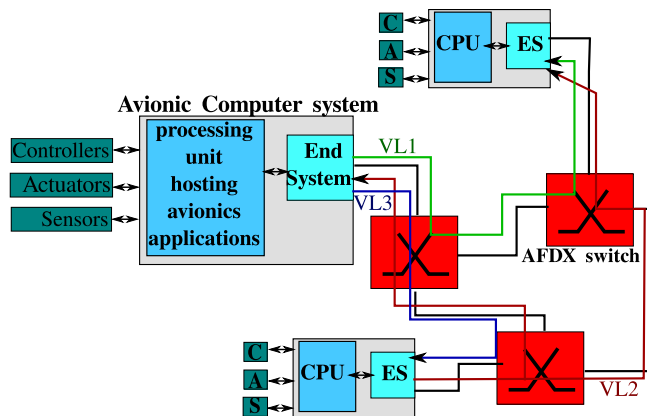 C
A
S
CPU
ES
Avionic Computer system
Controllers
Actuators
Sensors
processing
unit
hosting
avionics
applications
End
System
VL1
VL3
AFDX switch
C
A
S
CPU
ES
VL2